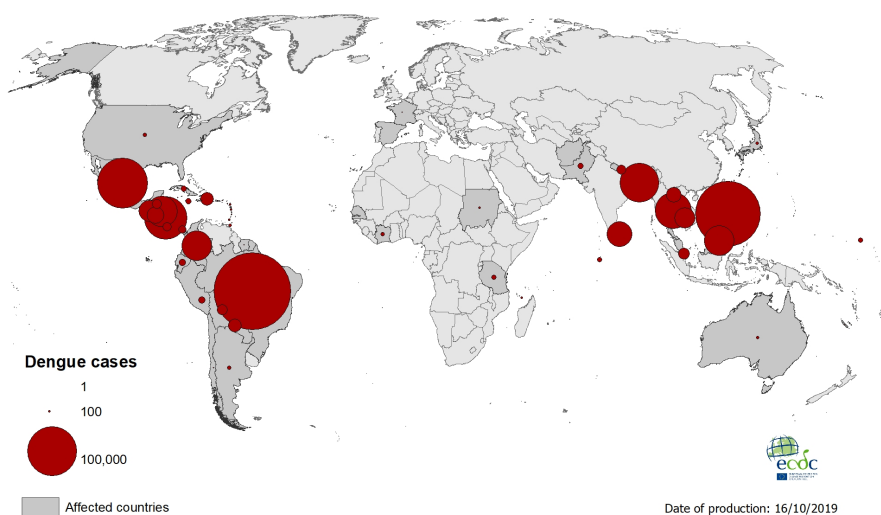 Dengue cases
1
100
100,000
Affected countries
ecdc
Date of production: 16/10/2019